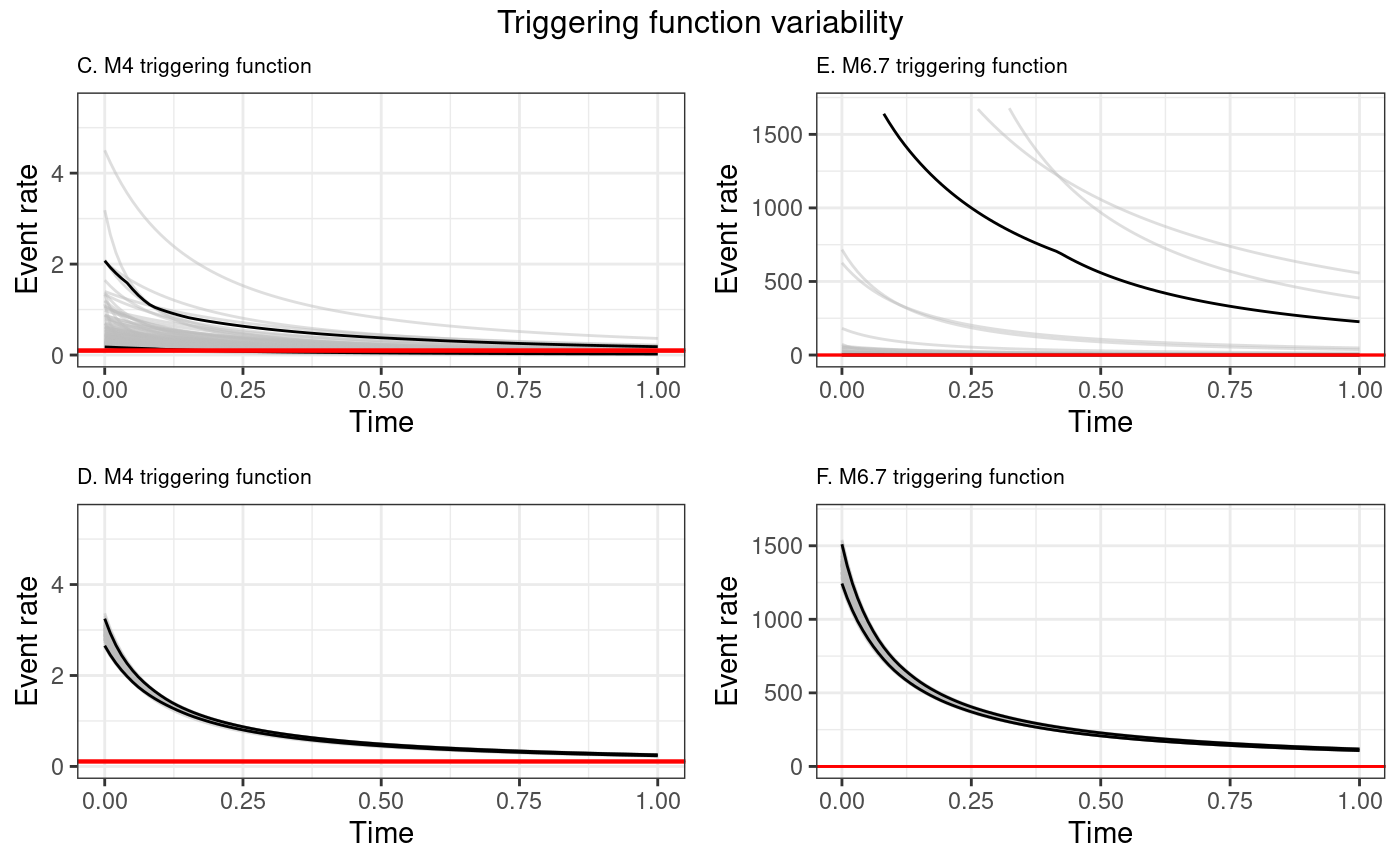 Triggering function variability
C. M4 triggering function
4
2
0
Event rate
0.00 0.25 0.50 0.75 1.00
Time
E. M6.7 triggering function
1500
1000
500
0
Event rate
0.00 0.25 0.50 0.75 1.00
Time
D. M4 triggering function
4
2
0
Event rate
0.00 0.25 0.50 0.75 1.00
Time
F. M6.7 triggering function
1500
1000
500
0
Event rate
0.00 0.25 0.50 0.75 1.00
Time